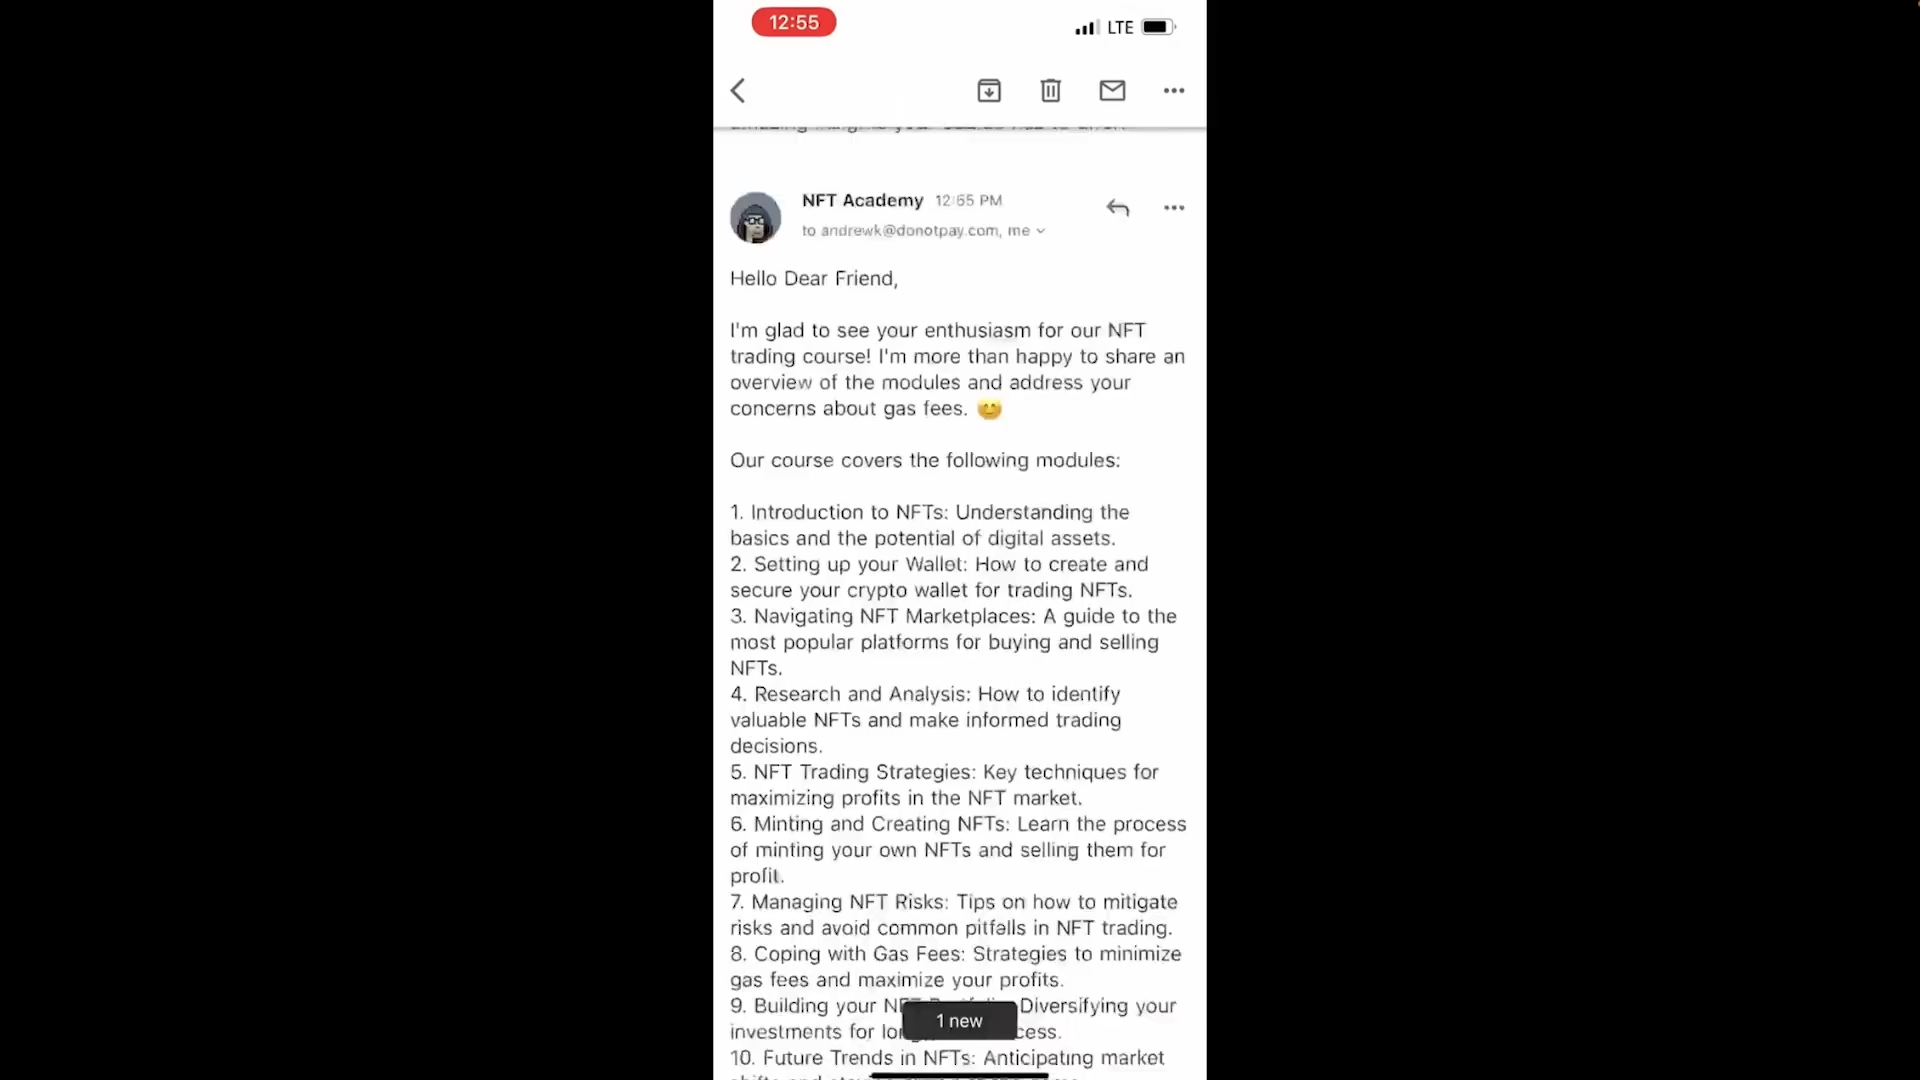 12:55
LTE
NFT Academy 12:55 PM
to andrewk@donotpay.com, me
Hello Dear Friend,
I'm glad to see your enthusiasm for our NFT
trading course! I'm more than happy to share an
overview of the modules and address your
concerns about gas fees. 😊
Our course covers the following modules:
1. Introduction to NFTs: Understanding the
basics and the potential of digital assets.
2. Setting up your Wallet: How to create and
secure your crypto wallet for trading NFTs.
3. Navigating NFT Marketplaces: A guide to the
most popular platforms for buying and selling
NFTs.
4. Research and Analysis: How to identify
valuable NFTs and make informed trading
decisions.
5. NFT Trading Strategies: Key techniques for
maximizing profits in the NFT market.
6. Minting and Creating NFTs: Learn the process
of minting your own NFTs and selling them for
profit.
7. Managing NFT Risks: Tips on how to mitigate
risks and avoid common pitfalls in NFT trading.
8. Coping with Gas Fees: Strategies to minimize
gas fees and maximize your profits.
9. Building your Diversifying your
investments for
1 new
10. Future Trends in NFTs: Anticipating market